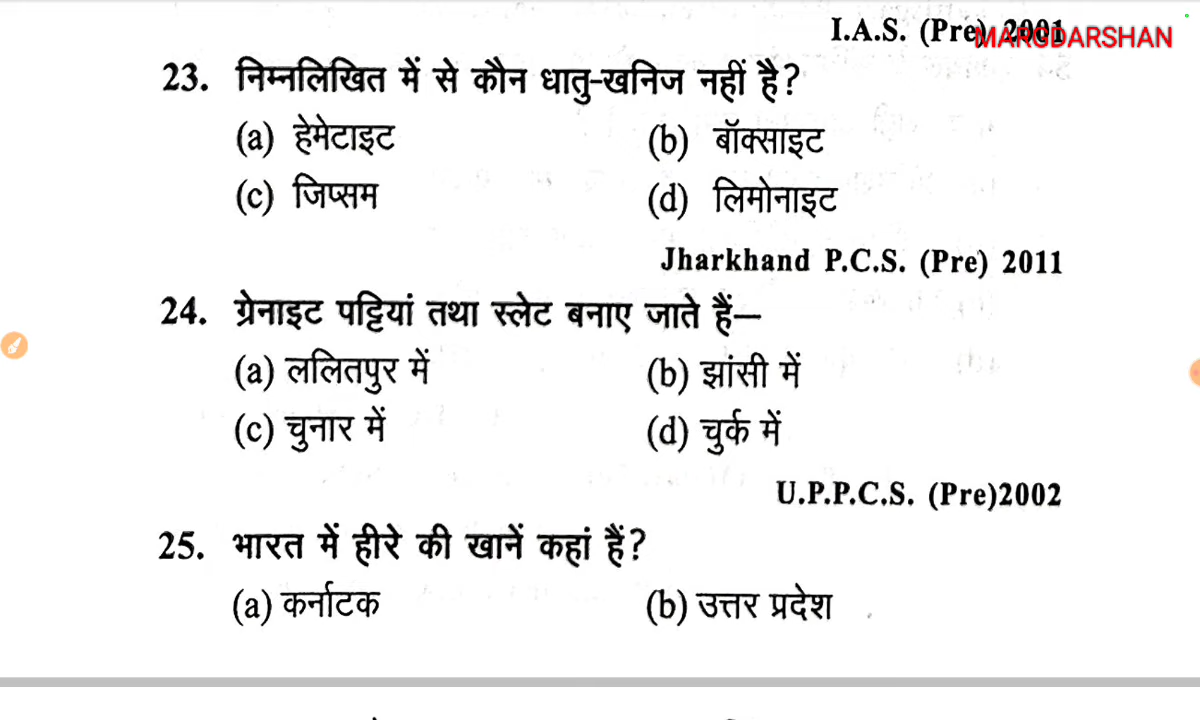 I.A.S. (Pre) 2001
MARGDARSHAN
23. निम्नलिखित में से कौन धातु-खनिज नहीं है?
(a) हेमेटाइट (b) बॉक्साइट
(c) जिप्सम (d) लिमोनाइट
Jharkhand P.C.S. (Pre) 2011
24. ग्रेनाइट पट्टियां तथा स्लेट बनाए जाते हैं—
(a) ललितपुर में (b) झांसी में
(c) चुनार में (d) चुर्क में
U.P.P.C.S. (Pre)2002
25. भारत में हीरे की खानें कहां हैं?
(a) कर्नाटक (b) उत्तर प्रदेश